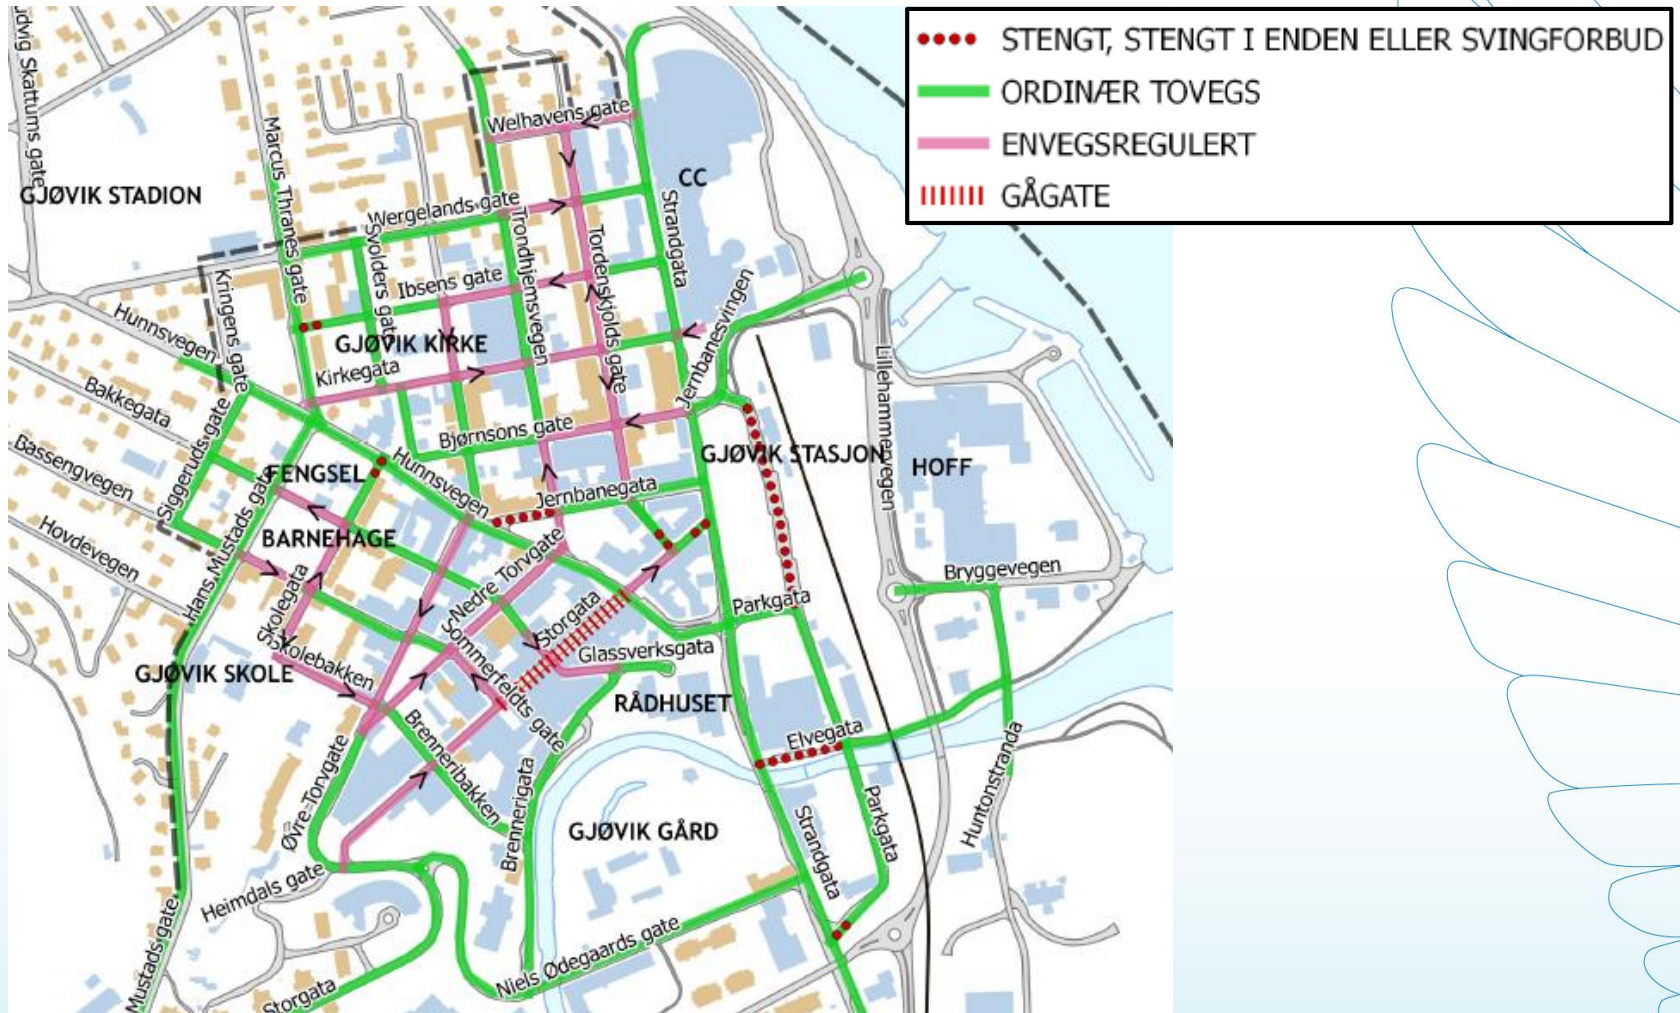 STENGT, STENGT I ENDEN ELLER SVINGFORBUD
ORDINÆR TOVEGS
ENVEGSREGULERT
GÅGATE
Skattums gate
Marcus Thranes gate
GJØVIK STADION
Welhavens gate
CC
Wergelands gate
Svolders gate
Trondhjemsvegen
Tordenskjolds gate
Strandgata
Ibsens gate
Kringens gate
Hunnsvegen
GJØVIK KIRKE
Kirkegata
Jernbanesvingen
Lillehammervegen
Bakkegata
Bassengvegen
Siggeruds gate
Bjørnsons gate
GJØVIK STASJON
HOFF
FENGSEL
Hunnsvegen
Jernbanegata
Hovdevegen
Hans Mustads gate
BARNEHAGE
Nedre Torvgate
Bryggevegen
Skolegata
Storgata
Parkgata
Skolebakken
Sommerfeldts gate
Glassverksgata
GJØVIK SKOLE
RÅDHUSET
Elvegata
Øvre Torvgate
Brenneribakken
Brennerigata
Huntonstranda
GJØVIK GÅRD
Strandgata
Parkgata
Heimdals gate
Mustads gate
Storgata
Niels Ødegaards gate